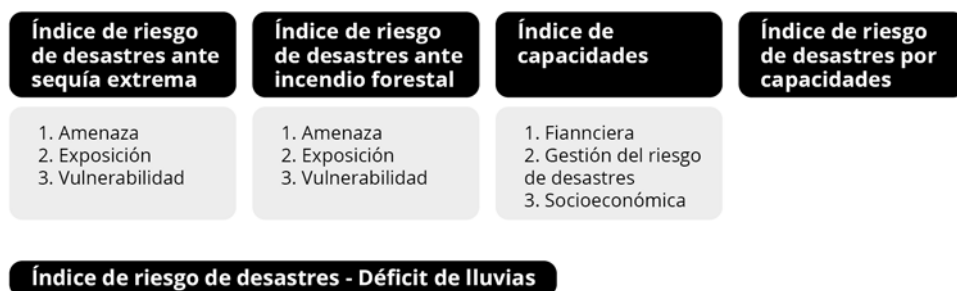 Índice de riesgo
de desastres ante
sequía extrema
1. Amenaza
2. Exposición
3. Vulnerabilidad
Índice de riesgo
de desastres ante
incendio forestal
1. Amenaza
2. Exposición
3. Vulnerabilidad
Índice de
capacidades
1. Fiannciera
2. Gestión del riesgo
de desastres
3. Socioeconómica
Índice de riesgo
de desastres por
capacidades
Índice de riesgo de desastres - Déficit de lluvias